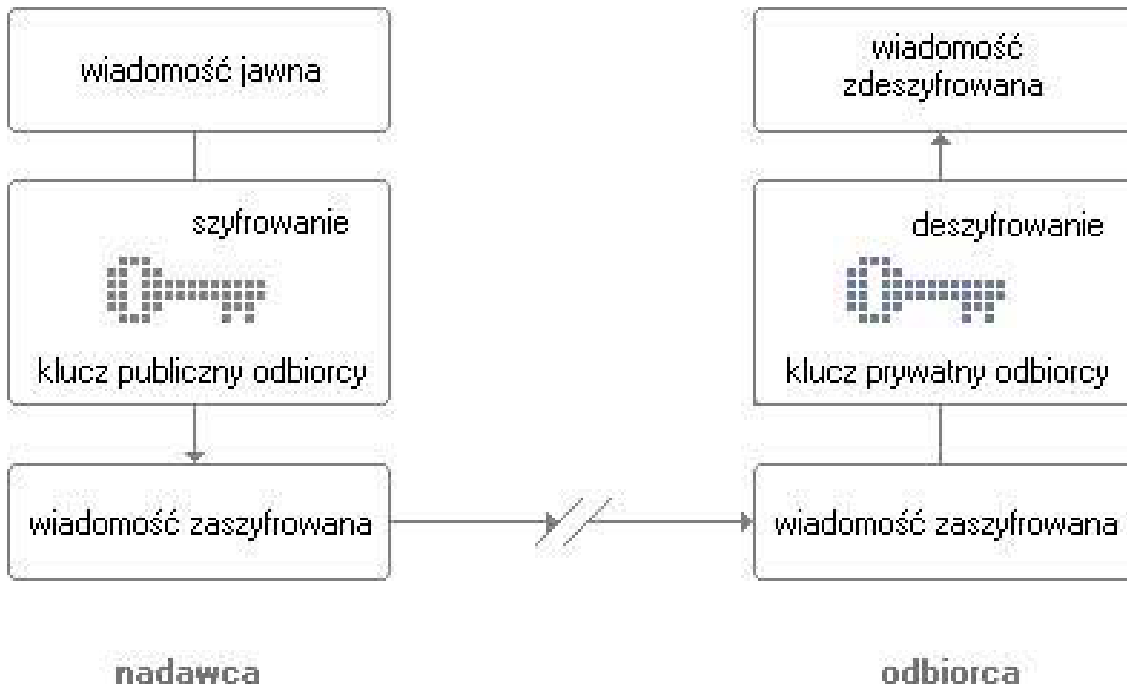 wiadomość jawna
szyfrowanie
klucz publiczny odbiorcy
wiadomość zaszyfrowana
nadawca
wiadomość
zdeszyfrowana
deszyfrowanie
klucz prywatny odbiorcy
wiadomość zaszyfrowana
odbiorca